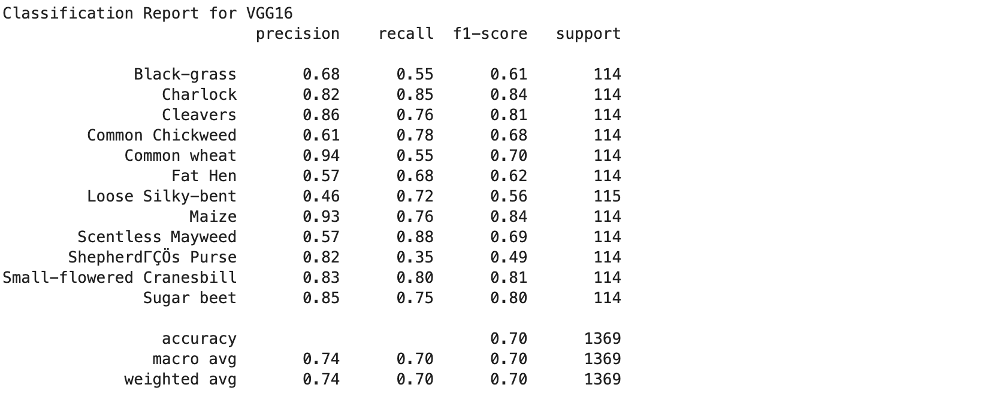 Classification Report for VGG16
precision recall f1-score support
Black-grass 0.68 0.55 0.61 114
Charlock 0.82 0.85 0.84 114
Cleavers 0.86 0.76 0.81 114
Common Chickweed 0.61 0.78 0.68 114
Common wheat 0.94 0.55 0.70 114
Fat Hen 0.57 0.68 0.62 114
Loose Silky-bent 0.46 0.72 0.56 115
Maize 0.93 0.76 0.84 114
Scentless Mayweed 0.57 0.88 0.69 114
ShepherdΓÇÖs Purse 0.82 0.35 0.49 114
Small-flowered Cranesbill 0.83 0.80 0.81 114
Sugar beet 0.85 0.75 0.80 114
accuracy 0.70 1369
macro avg 0.74 0.70 0.70 1369
weighted avg 0.74 0.70 0.70 1369